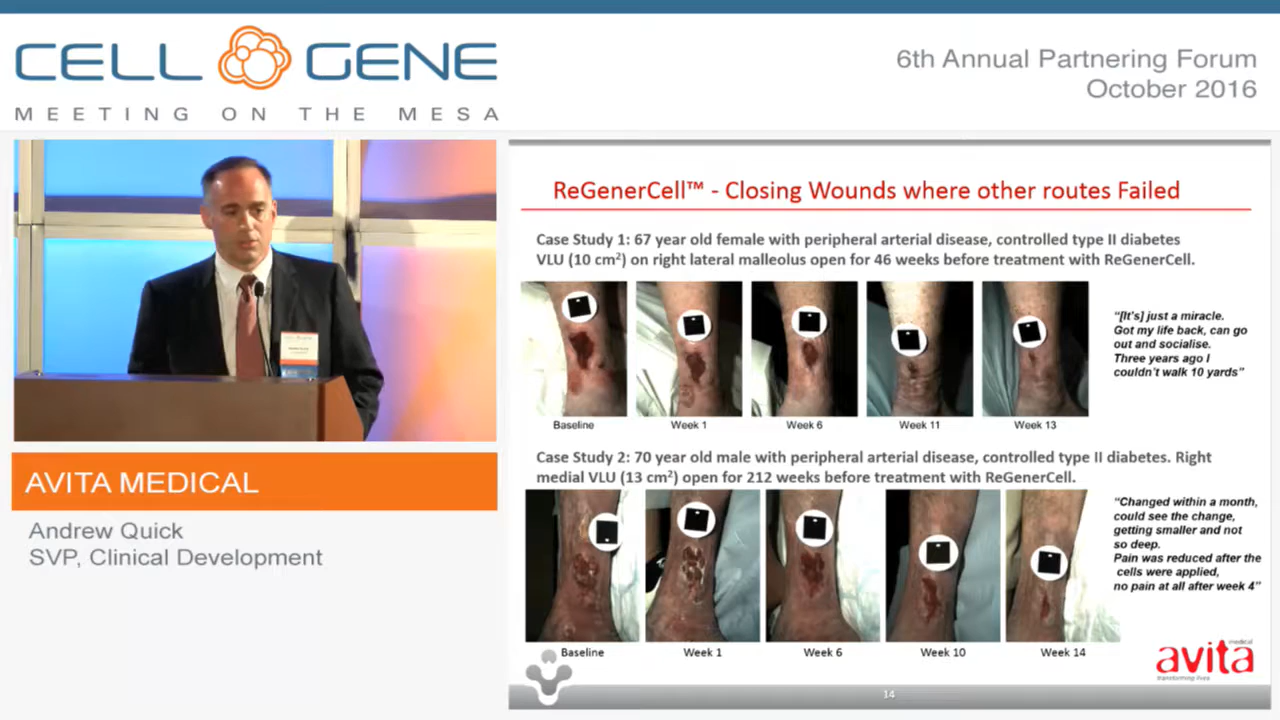 CELL GENE
MEETING ON THE MESA
6th Annual Partnering Forum
October 2016
ReGenerCell™ - Closing Wounds where other routes Failed
Case Study 1: 67 year old female with peripheral arterial disease, controlled type II diabetes
VLU (10 cm²) on right lateral malleolus open for 46 weeks before treatment with ReGenerCell.
"[It's] just a miracle.
Got my life back, can go
out and socialise.
Three years ago I
couldn't walk 10 yards"
Baseline
Week 1
Week 6
Week 11
Week 13
Case Study 2: 70 year old male with peripheral arterial disease, controlled type II diabetes. Right
medial VLU (13 cm²) open for 212 weeks before treatment with ReGenerCell.
"Changed within a month,
could see the change,
getting smaller and not
so deep.
Pain was reduced after the
cells were applied,
no pain at all after week 4"
Baseline
Week 1
Week 6
Week 10
Week 14
avita
medical
transforming lives
14
AVITA MEDICAL
Andrew Quick
SVP, Clinical Development